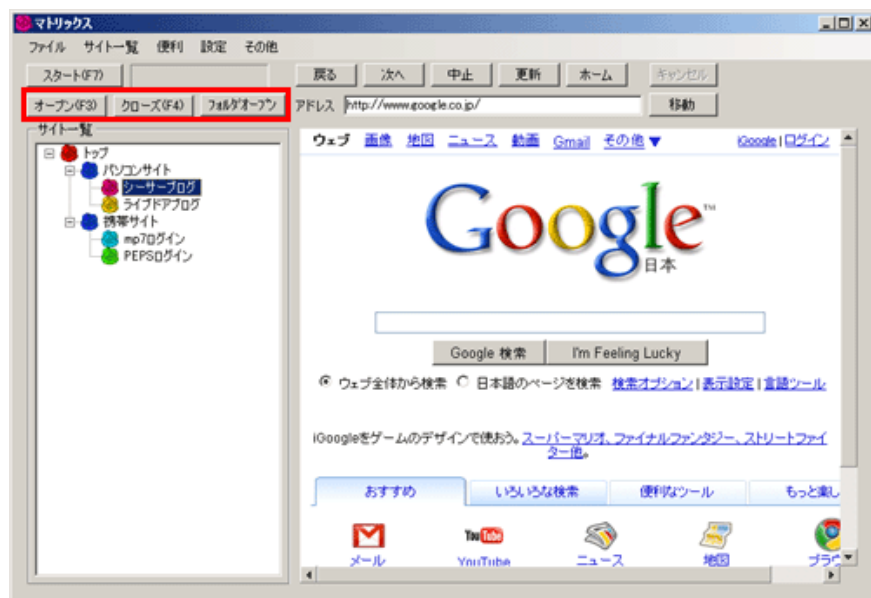 マトリックス
ファイル サイト一覧 便利 設定 その他
スタート(F7) 戻る 次へ 中止 更新 ホーム キャンセル
オープン(F3) クローズ(F4) フォルダオープン アドレス http://www.google.co.jp/ 移動
サイト一覧
トップ
パソコンサイト
シーサーブログ
ライブドアブログ
携帯サイト
mp7ログイン
PEPSログイン
ウェブ 画像 地図 ニュース 動画 Gmail その他 ▼ iGoogle | ログイン
Google™
日本
Google 検索 I'm Feeling Lucky
ウェブ全体から検索 日本語のページを検索 検索オプション | 表示設定 | 言語ツール
iGoogleをゲームのデザインで使おう。スーパーマリオ、ファイナルファンタジー、ストリートファイ
ター他。
おすすめ いろいろな検索 便利なツール もっと楽し
You Tube
メール YouTube ニュース 地図 ブラウ